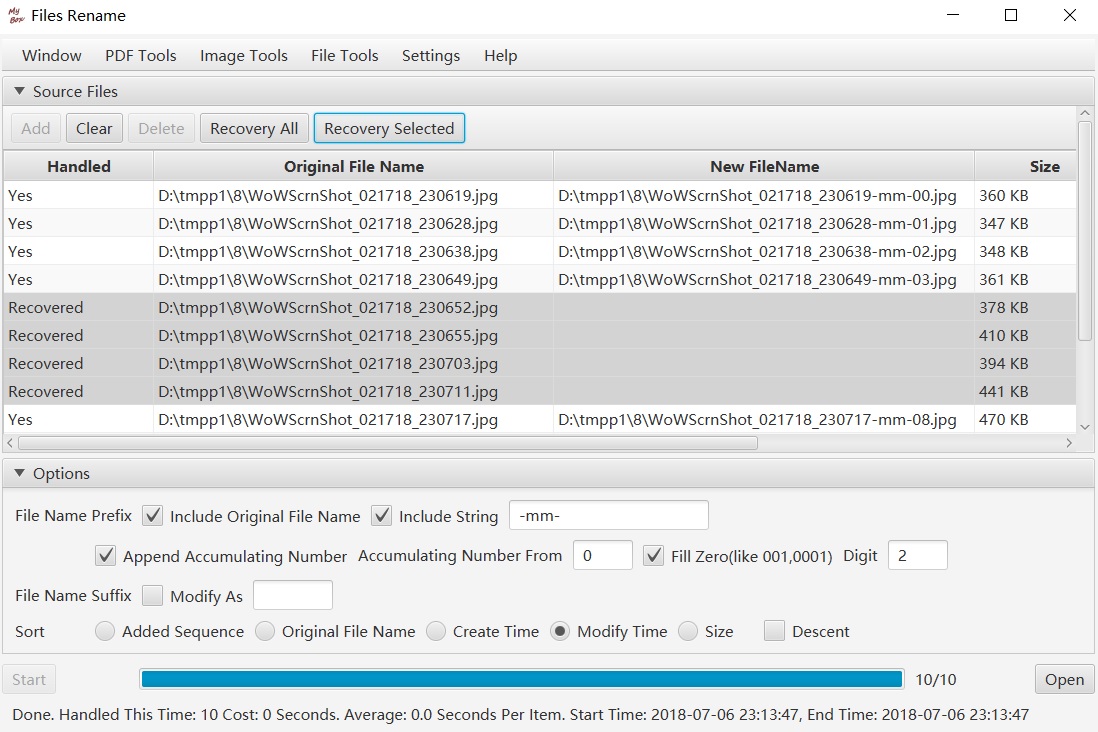 My Box Files Rename
Window PDF Tools Image Tools File Tools Settings Help
Source Files
Add Clear Delete Recovery All Recovery Selected
Handled Original File Name New FileName Size
Yes D:\tmpp1\8\WoWScrnShot_021718_230619.jpg D:\tmpp1\8\WoWScrnShot_021718_230619-mm-00.jpg 360 KB
Yes D:\tmpp1\8\WoWScrnShot_021718_230628.jpg D:\tmpp1\8\WoWScrnShot_021718_230628-mm-01.jpg 347 KB
Yes D:\tmpp1\8\WoWScrnShot_021718_230638.jpg D:\tmpp1\8\WoWScrnShot_021718_230638-mm-02.jpg 348 KB
Yes D:\tmpp1\8\WoWScrnShot_021718_230649.jpg D:\tmpp1\8\WoWScrnShot_021718_230649-mm-03.jpg 361 KB
Recovered D:\tmpp1\8\WoWScrnShot_021718_230652.jpg 378 KB
Recovered D:\tmpp1\8\WoWScrnShot_021718_230655.jpg 410 KB
Recovered D:\tmpp1\8\WoWScrnShot_021718_230703.jpg 394 KB
Recovered D:\tmpp1\8\WoWScrnShot_021718_230711.jpg 441 KB
Yes D:\tmpp1\8\WoWScrnShot_021718_230717.jpg D:\tmpp1\8\WoWScrnShot_021718_230717-mm-08.jpg 470 KB
Options
File Name Prefix Include Original File Name Include String -mm-
Append Accumulating Number Accumulating Number From 0 Fill Zero(like 001,0001) Digit 2
File Name Suffix Modify As
Sort Added Sequence Original File Name Create Time Modify Time Size Descent
Start 10/10 Open
Done. Handled This Time: 10 Cost: 0 Seconds. Average: 0.0 Seconds Per Item. Start Time: 2018-07-06 23:13:47, End Time: 2018-07-06 23:13:47